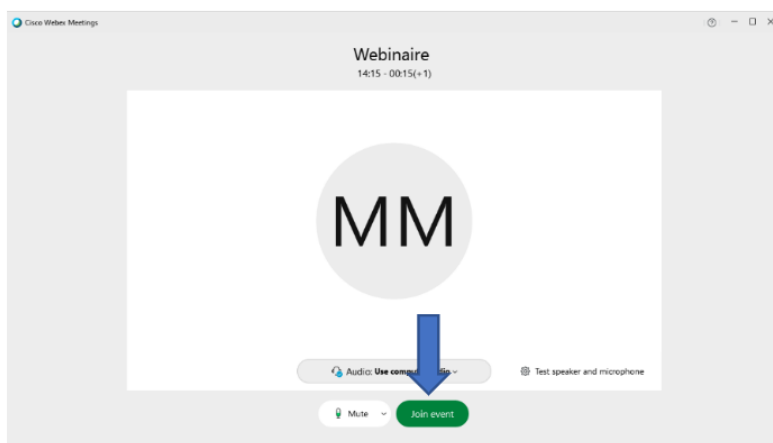 Cisco Webex Meetings
Webinaire
14:15 - 00:15(+1)
MM
Audio: Use
Test speaker and microphone
Mute
Join event